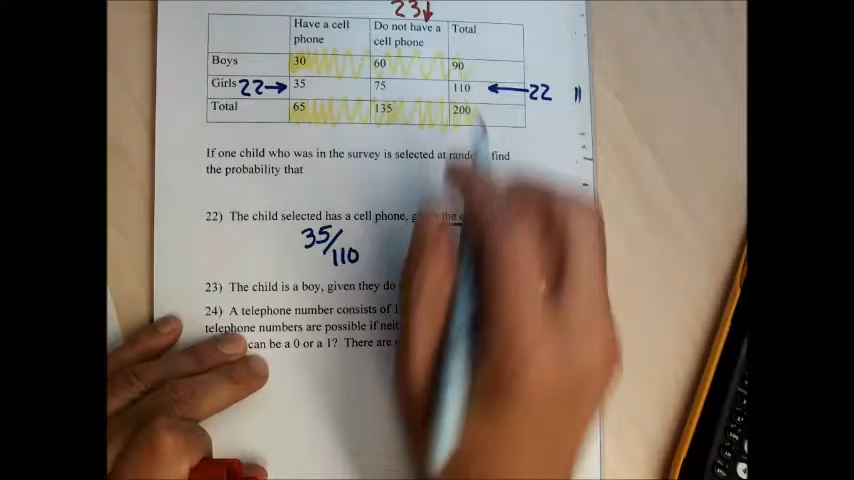 23
Have a cell Do not have a Total
phone cell phone
Boys 30 60 90
Girls 22 35 75 110 22
Total 65 135 200
If one child who was in the survey is selected at find
the probability that
22) The child selected has a cell phone, the
35/110
23) The child is a boy, given they do
24) A telephone number consists of
telephone numbers are possible if
can be a 0 or a 1? There are